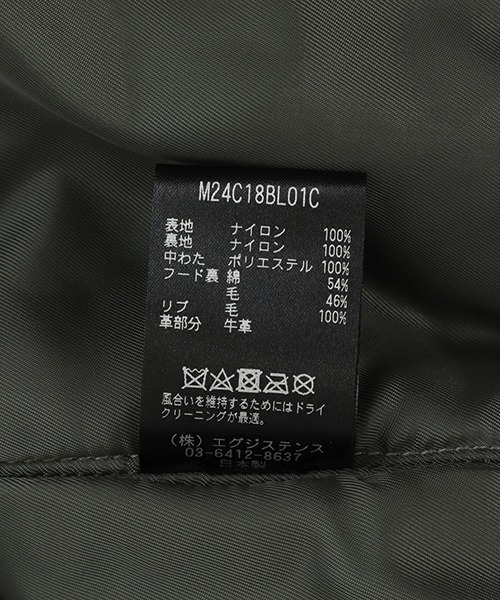 M24C18BL01C
表地 ナイロン 100%
裏地 ナイロン 100%
中わた ポリエステル 100%
フード裏 綿 54%
毛 46%
リブ 毛 100%
革部分 牛革
風合いを維持するためにはドライ
クリーニングが最適。
(株) エグジステンス
03-6412-8637
日本製